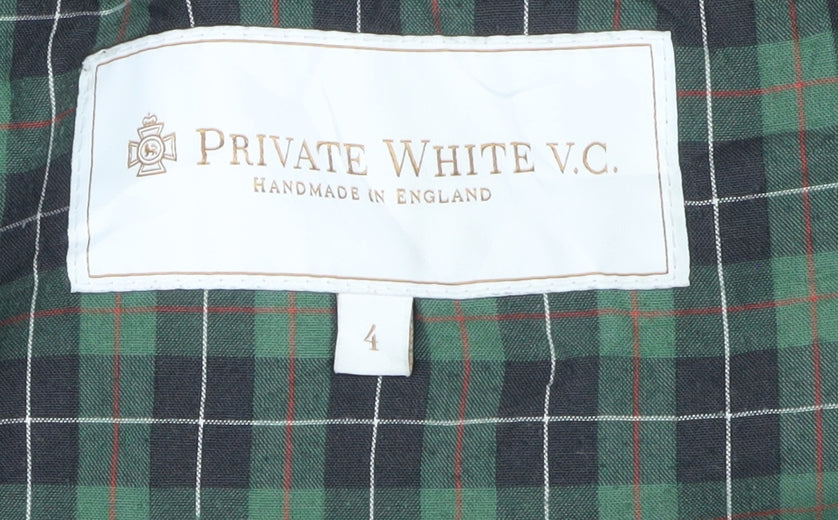 PRIVATE WHITE V.C.
HANDMADE IN ENGLAND
4